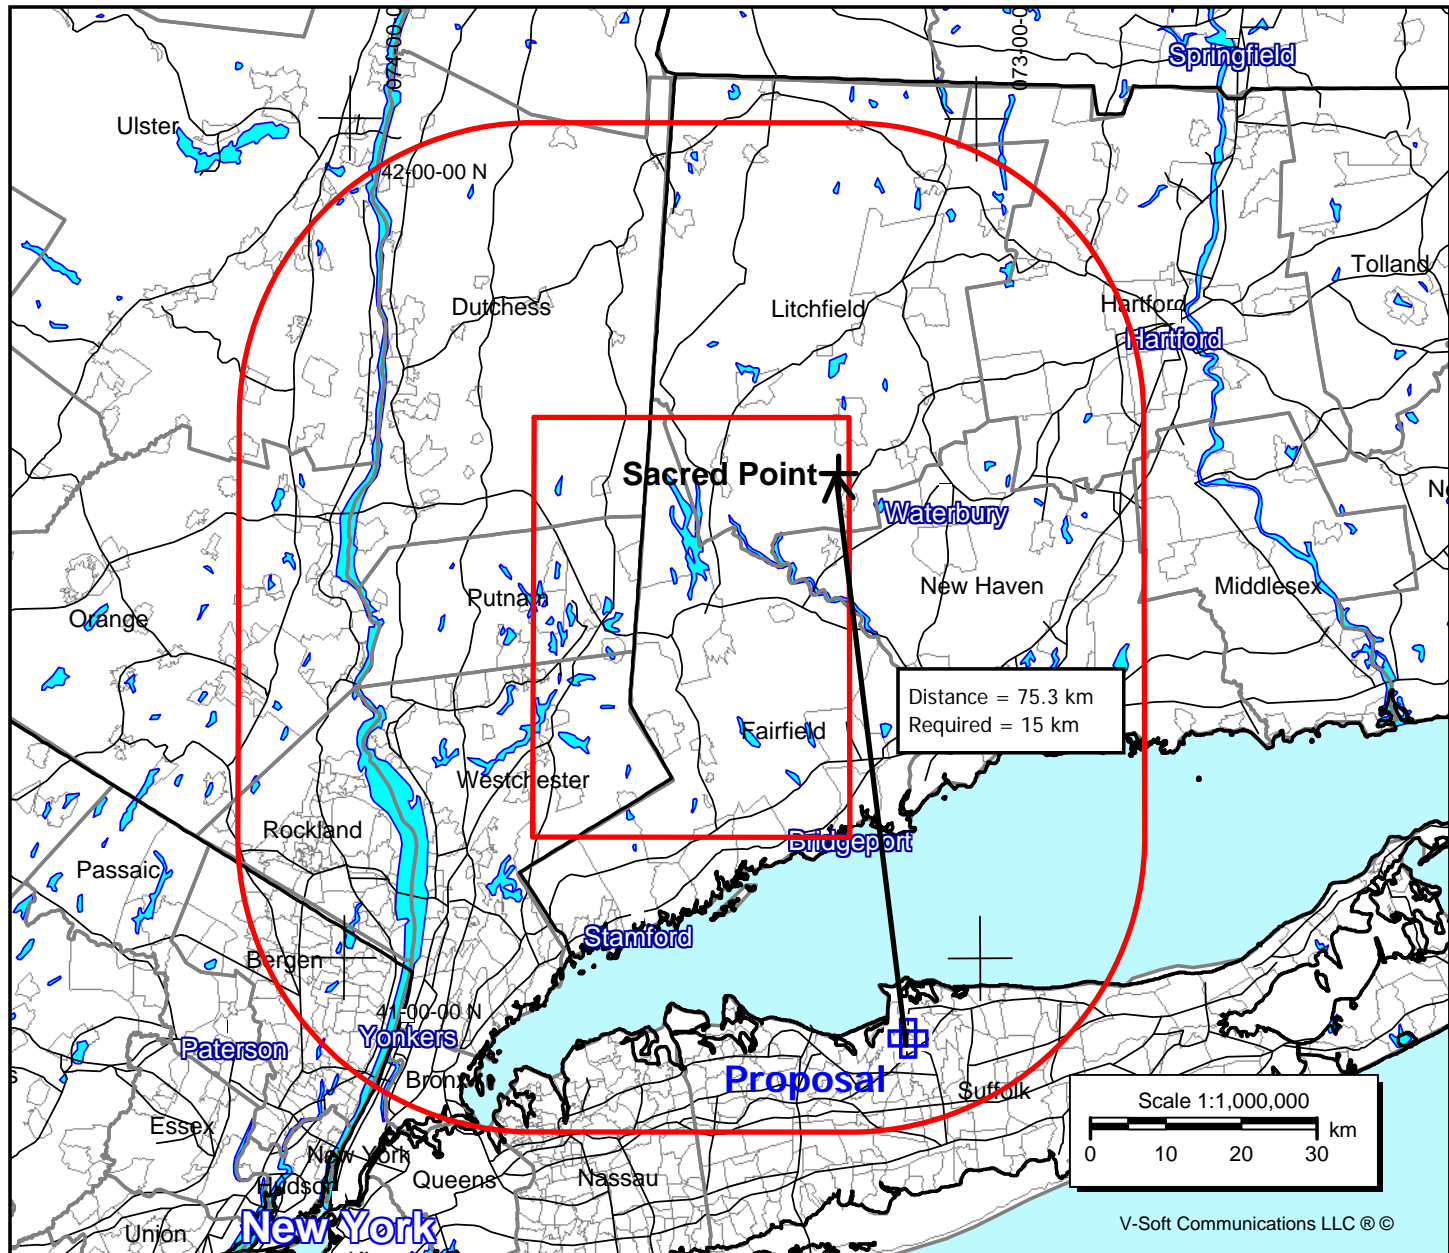 074-00-0
073-00-0
Springfield
Ulster
42-00-00 N
Tolland
Dutchess
Litchfield
Hartford
Hartford
Sacred Point
Waterbury
Orange
Putnam
New Haven
Middlesex
Distance = 75.3 km
Required = 15 km
Fairfield
Westchester
Rockland
Bridgeport
Passaic
Stamford
Bergen
41-00-00 N
Yonkers
Paterson
Bronx
Proposal
Suffolk
Scale 1:1,000,000
km
0 10 20 30
Essex
New York
Hudson
Queens
Nassau
Union
New York
V-Soft Communications LLC ® ©